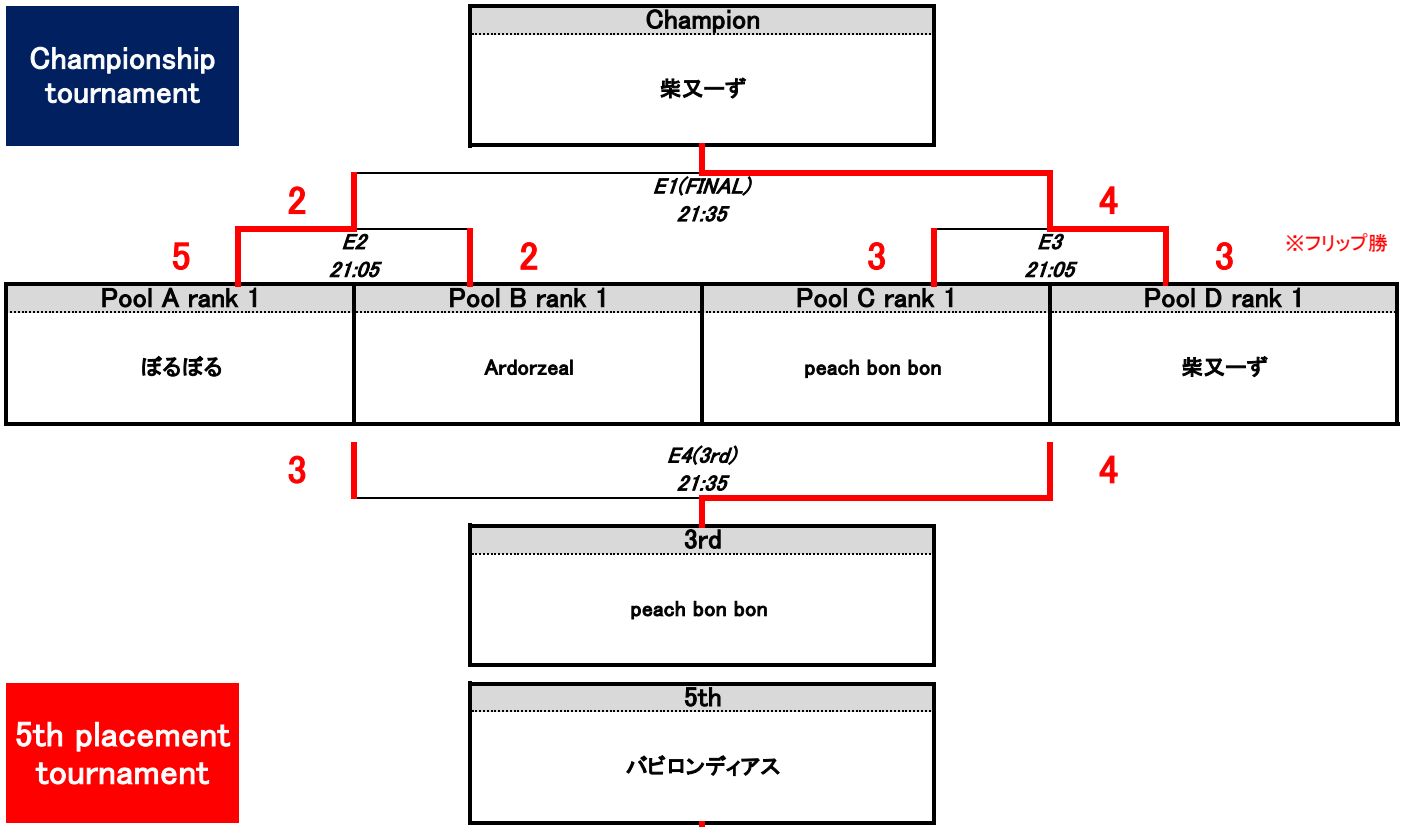 Championship
tournament
Champion
柴又ーず
E1(FINAL)
21:35
2
4
5
E2
21:05
2
3
E3
21:05
3
※フリップ勝
Pool A rank 1
Pool B rank 1
Pool C rank 1
Pool D rank 1
ぼるぼる
Ardorzeal
peach bon bon
柴又ーず
3
E4(3rd)
21:35
4
3rd
peach bon bon
5th placement
tournament
5th
バビロンディアス